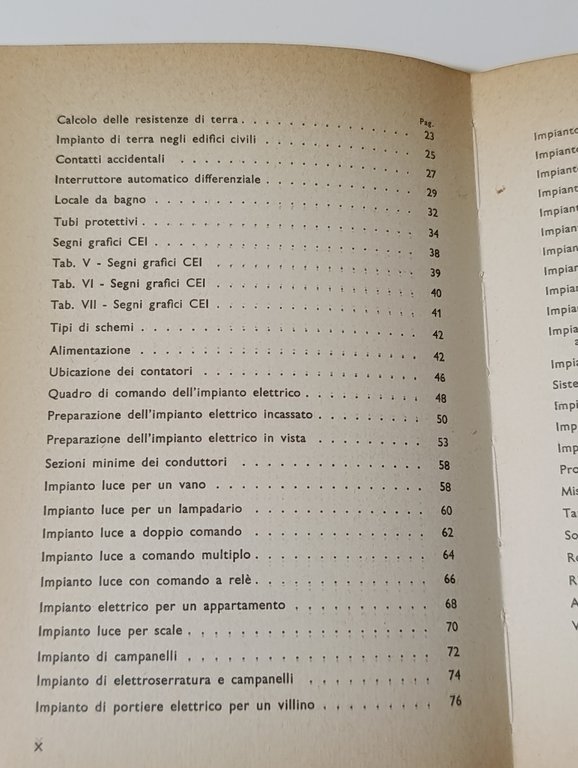 Pag.
Calcolo delle resistenze di terra . . . . . . . . . . . . . 23
Impianto di terra negli edifici civili . . . . . . . . . . . . 25
Contatti accidentali . . . . . . . . . . . . . . . . . 27
Interruttore automatico differenziale . . . . . . . . . . . 29
Locale da bagno . . . . . . . . . . . . . . . . . . . 32
Tubi protettivi . . . . . . . . . . . . . . . . . . . . 34
Segni grafici CEI . . . . . . . . . . . . . . . . . . . 38
Tab. V - Segni grafici CEI . . . . . . . . . . . . . . . 39
Tab. VI - Segni grafici CEI . . . . . . . . . . . . . . . 40
Tab. VII - Segni grafici CEI . . . . . . . . . . . . . . . 41
Tipi di schemi . . . . . . . . . . . . . . . . . . . . 42
Alimentazione . . . . . . . . . . . . . . . . . . . . 42
Ubicazione dei contatori . . . . . . . . . . . . . . . . 46
Quadro di comando dell'impianto elettrico . . . . . . . . . 48
Preparazione dell'impianto elettrico incassato . . . . . . . . 50
Preparazione dell'impianto elettrico in vista . . . . . . . . 53
Sezioni minime dei conduttori . . . . . . . . . . . . . 58
Impianto luce per un vano . . . . . . . . . . . . . . . 58
Impianto luce per un lampadario . . . . . . . . . . . . . 60
Impianto luce a doppio comando . . . . . . . . . . . . . 62
Impianto luce a comando multiplo . . . . . . . . . . . . 64
Impianto luce con comando a relè . . . . . . . . . . . . 66
Impianto elettrico per un appartamento . . . . . . . . . . 68
Impianto luce per scale . . . . . . . . . . . . . . . . 70
Impianto di campanelli . . . . . . . . . . . . . . . . 72
Impianto di elettroserratura e campanelli . . . . . . . . . 74
Impianto di portiere elettrico per un villino . . . . . . . . 76
X